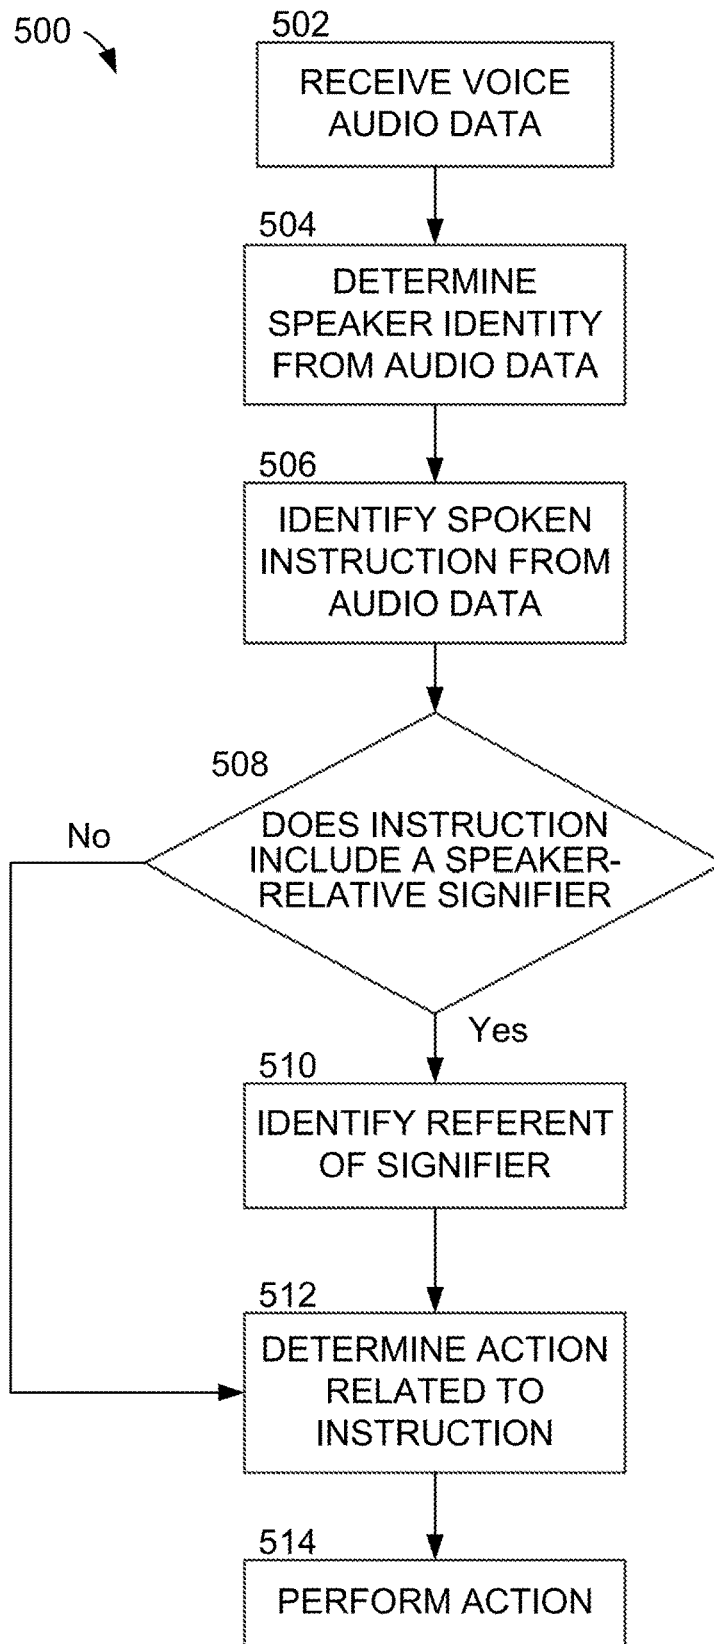 500
502
RECEIVE VOICE
AUDIO DATA
504
DETERMINE
SPEAKER IDENTITY
FROM AUDIO DATA
506
IDENTIFY SPOKEN
INSTRUCTION FROM
AUDIO DATA
508
No
DOES INSTRUCTION
INCLUDE A SPEAKER-
RELATIVE SIGNIFIER
Yes
510
IDENTIFY REFERENT
OF SIGNIFIER
512
DETERMINE ACTION
RELATED TO
INSTRUCTION
514
PERFORM ACTION